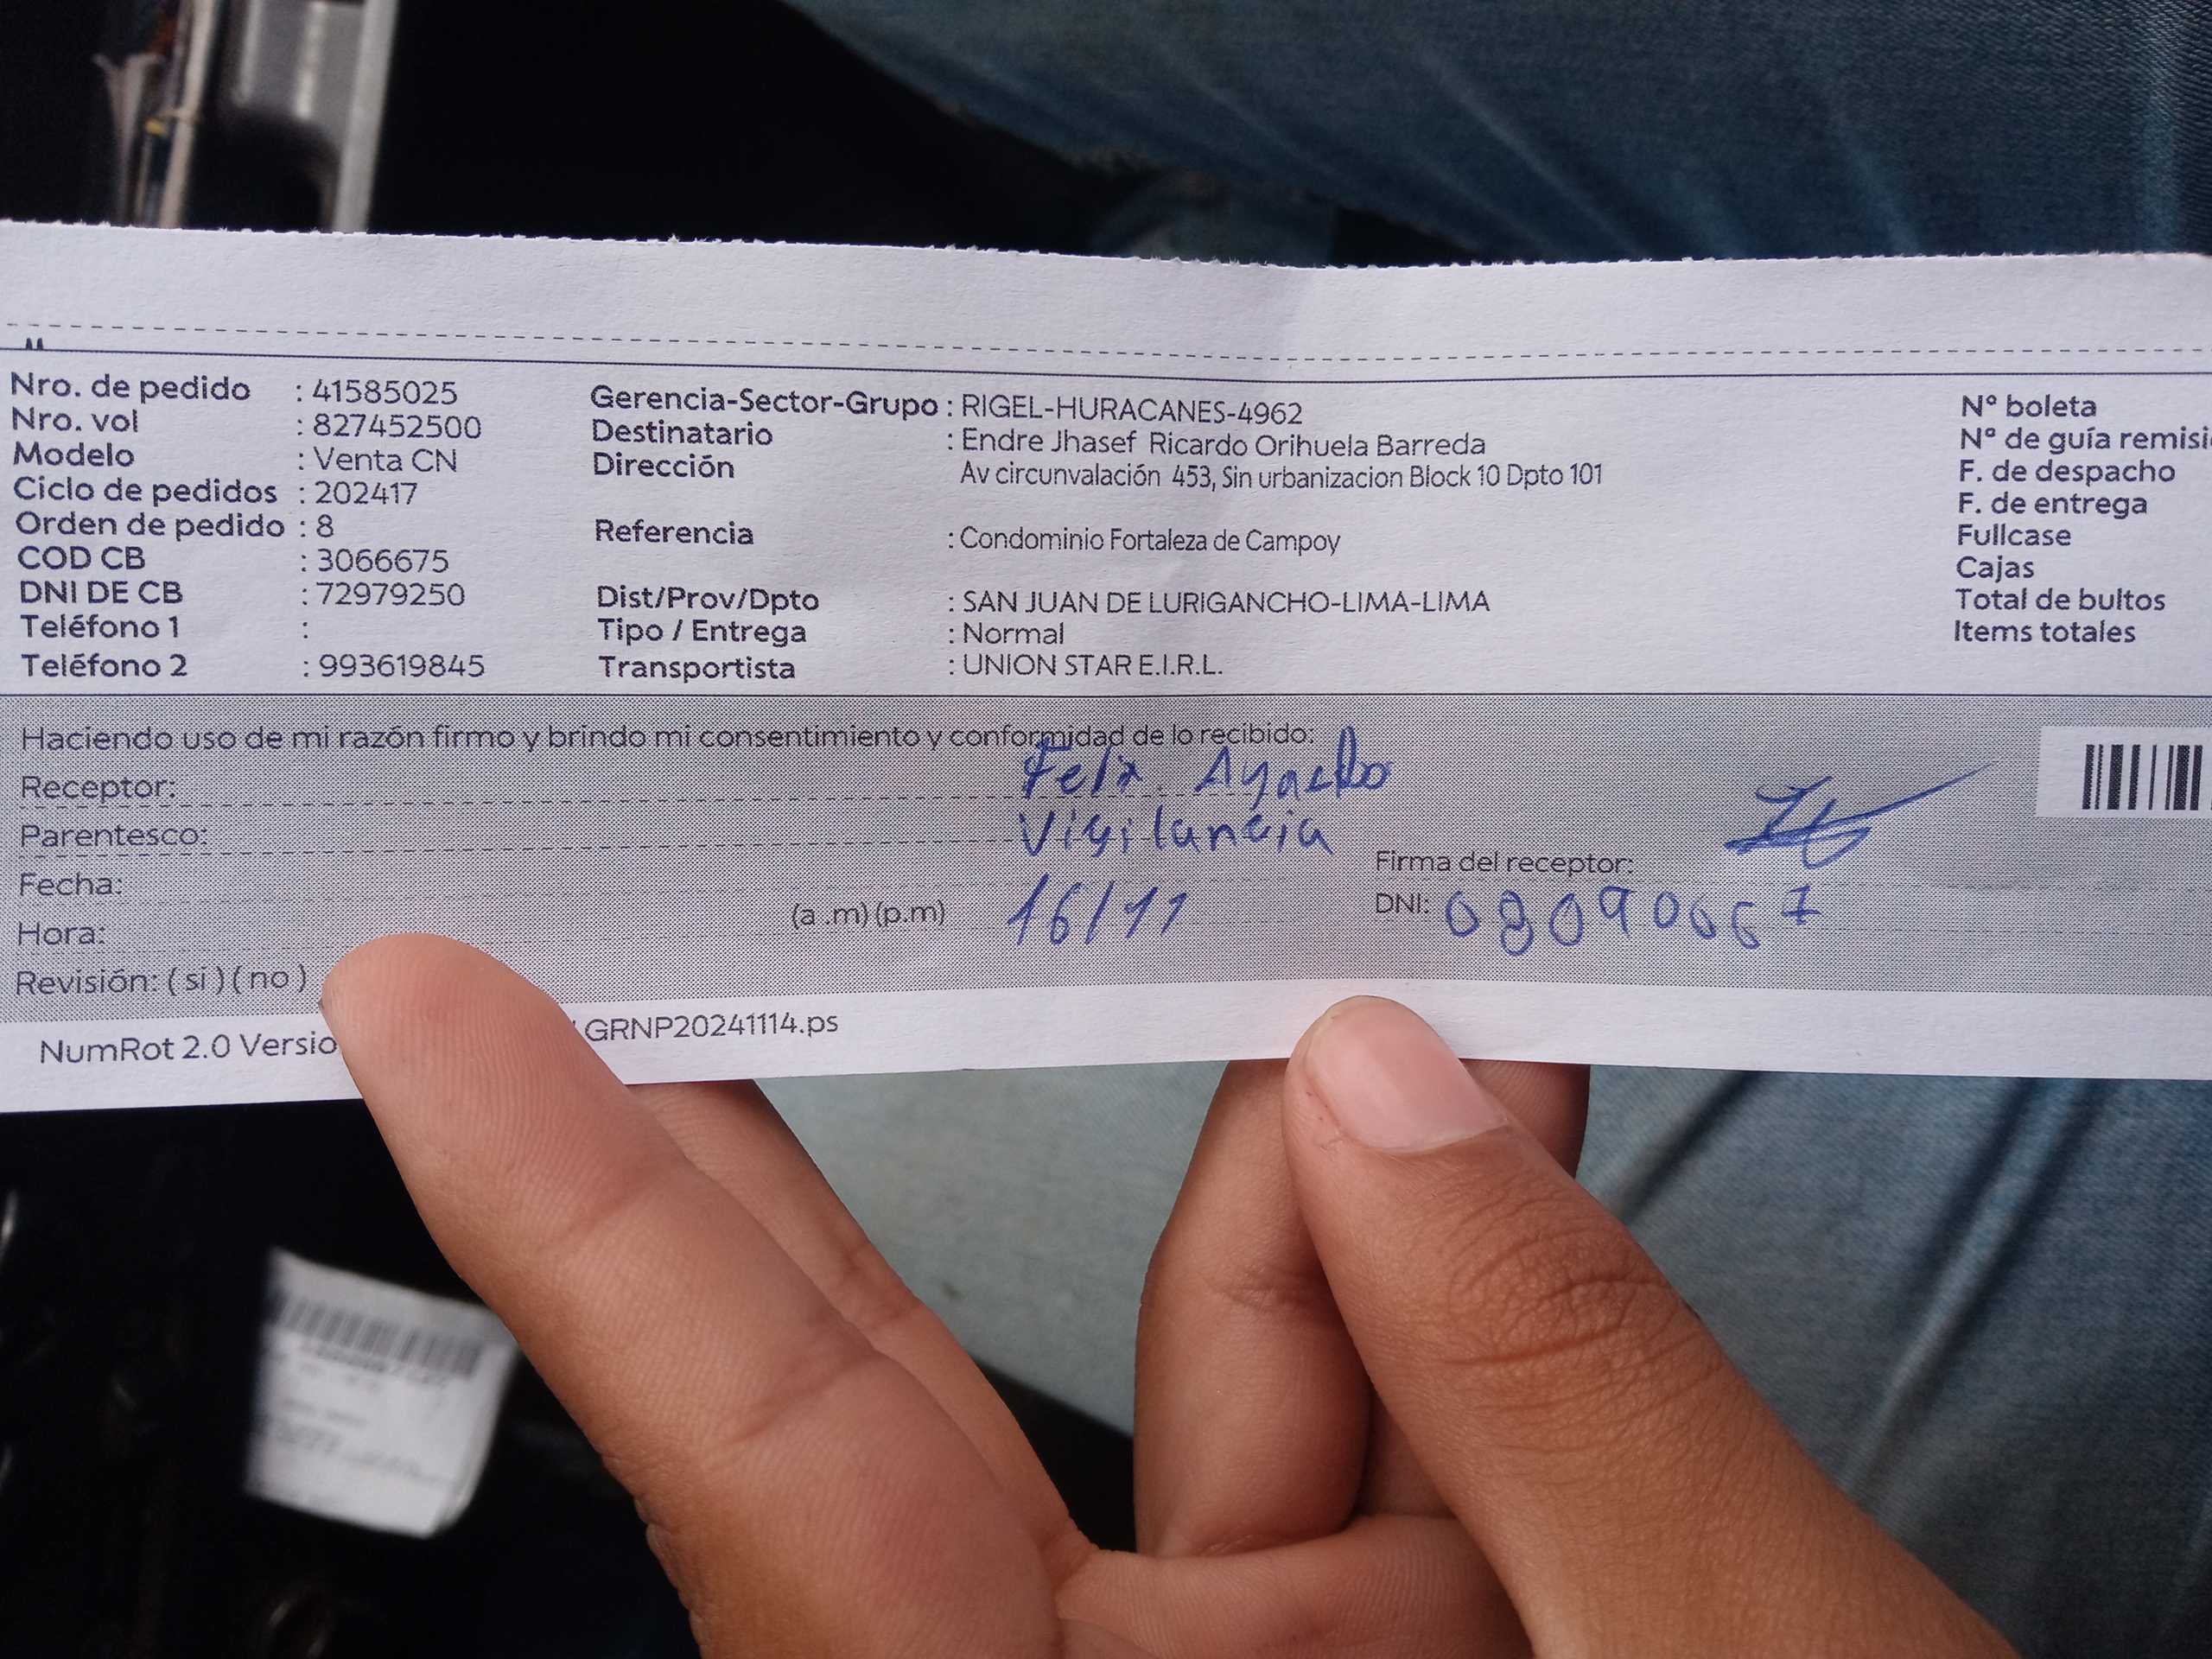 Nro. de pedido : 41585025
Nro. vol : 827452500
Modelo : Venta CN
Ciclo de pedidos : 202417
Orden de pedido : 8
COD CB : 3066675
DNI DE CB : 72979250
Teléfono 1 :
Teléfono 2 : 993619845
Gerencia-Sector-Grupo : RIGEL-HURACANES-4962
Destinatario : Endre Jhasef Ricardo Orihuela Barreda
Dirección Av circunvalación 453, Sin urbanizacion Block 10 Dpto 101
Referencia : Condominio Fortaleza de Campoy
Dist/Prov/Dpto : SAN JUAN DE LURIGANCHO-LIMA-LIMA
Tipo / Entrega : Normal
Transportista : UNION STAR E.I.R.L.
N° boleta
N° de guía remisi
F. de despacho
F. de entrega
Fullcase
Cajas
Total de bultos
Items totales
Haciendo uso de mi razón firmo y brindo mi consentimiento y conformidad de lo recibido:
Receptor: Felix
Parentesco: Vigilancia
Fecha: 16/11
Hora: (a .m) (p.m)
Revisión: ( si ) ( no )
Firma del receptor:
DNI: 08090667
NumRot 2.0 Versio GRNP20241114.ps